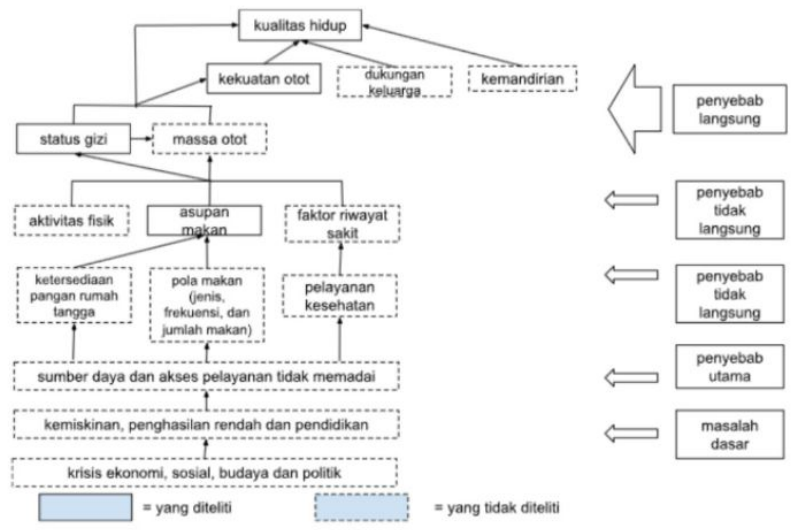 kualitas hidup
kekuatan otot
dukungan
keluarga
kemandirian
penyebab
langsung
status gizi
massa otot
aktivitas fisik
asupan
makan
faktor riwayat
sakit
penyebab
tidak
langsung
ketersediaan
pangan rumah
tangga
pola makan
(jenis,
frekuensi, dan
jumlah makan)
pelayanan
kesehatan
penyebab
tidak
langsung
sumber daya dan akses pelayanan tidak memadai
penyebab
utama
kemiskinan, penghasilan rendah dan pendidikan
masalah
dasar
krisis ekonomi, sosial, budaya dan politik
= yang diteliti
= yang tidak diteliti